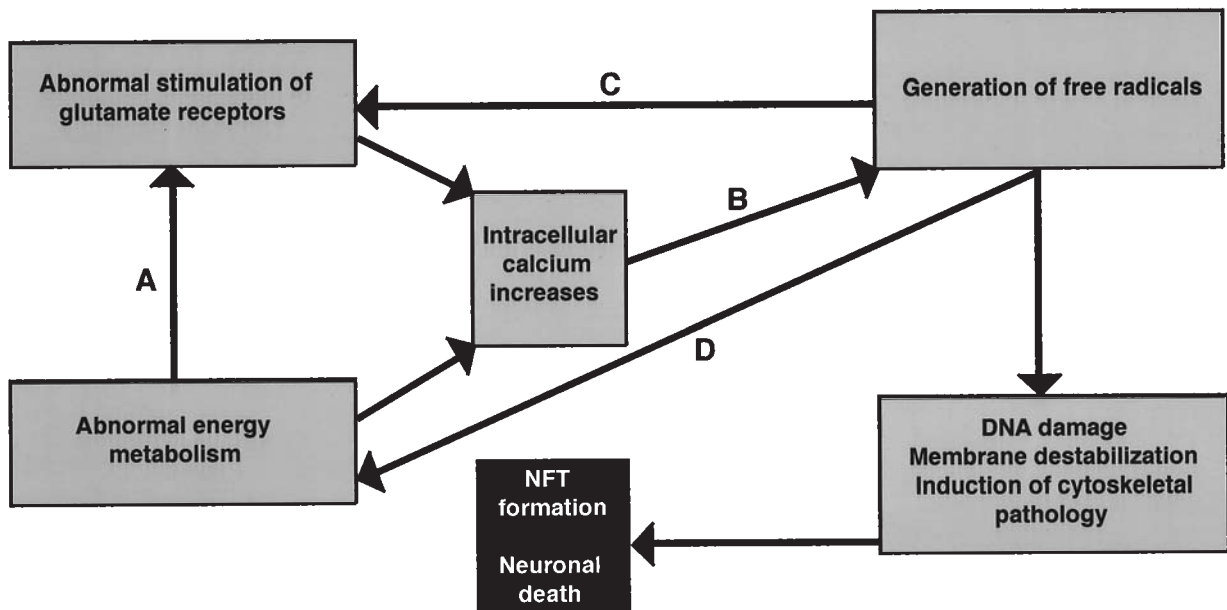 Abnormal stimulation of
glutamate receptors
C
Generation of free radicals
Intracellular
calcium
increases
B
A
D
Abnormal energy
metabolism
DNA damage
Membrane destabilization
Induction of cytoskeletal
pathology
NFT
formation
Neuronal
death